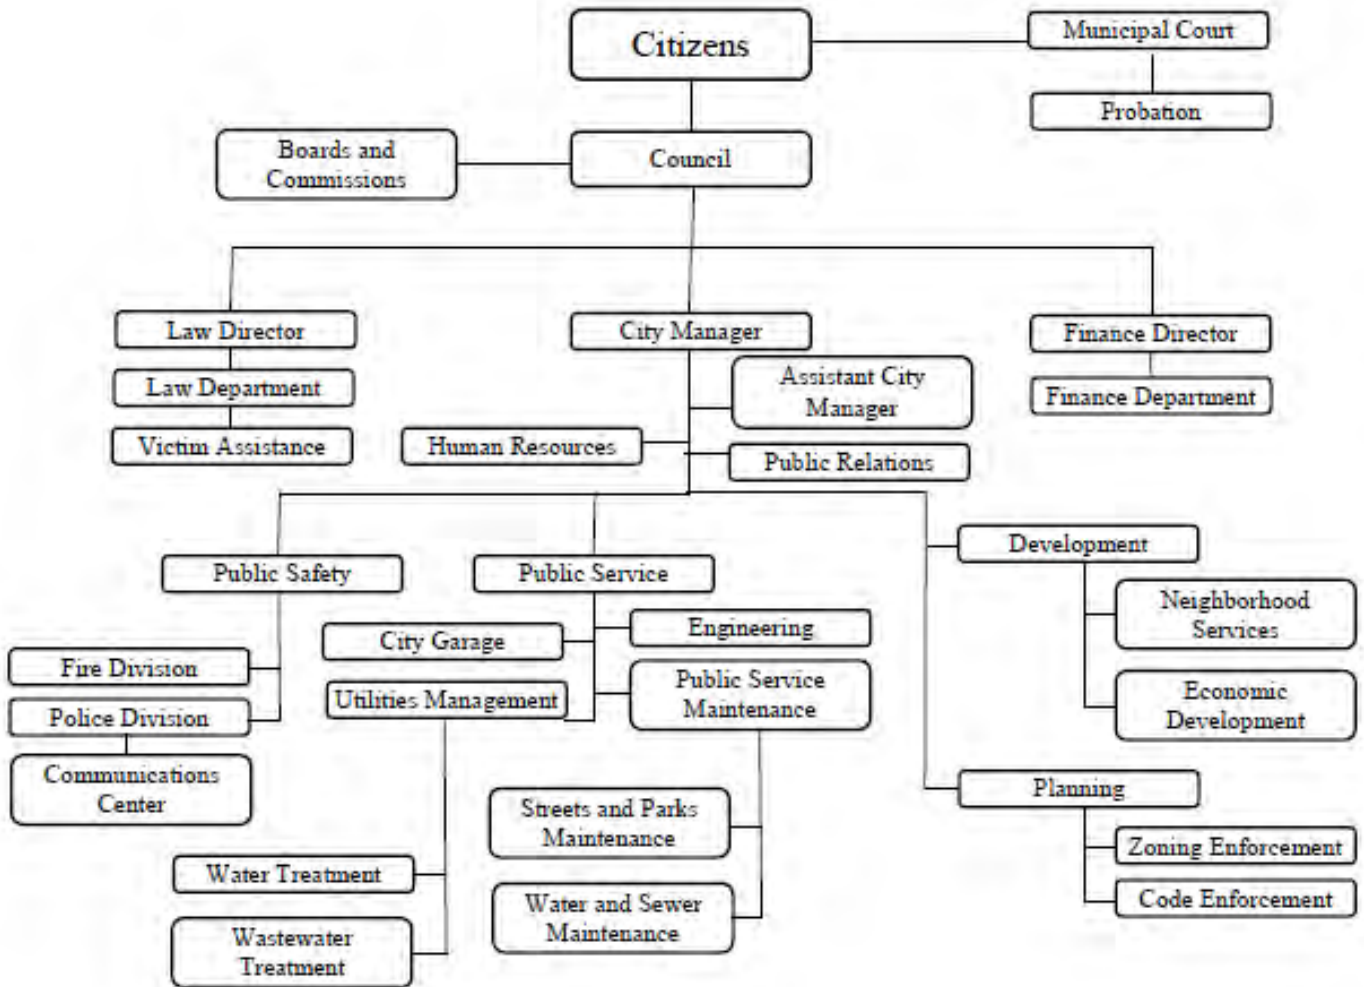 Citizens
Municipal Court
Probation
Boards and
Commissions
Council
Law Director
City Manager
Finance Director
Law Department
Assistant City
Manager
Finance Department
Victim Assistance
Human Resources
Public Relations
Public Safety
Public Service
Development
Neighborhood
Services
Economic
Development
City Garage
Engineering
Fire Division
Utilities Management
Public Service
Maintenance
Police Division
Communications
Center
Planning
Streets and Parks
Maintenance
Zoning Enforcement
Code Enforcement
Water Treatment
Water and Sewer
Maintenance
Wastewater
Treatment